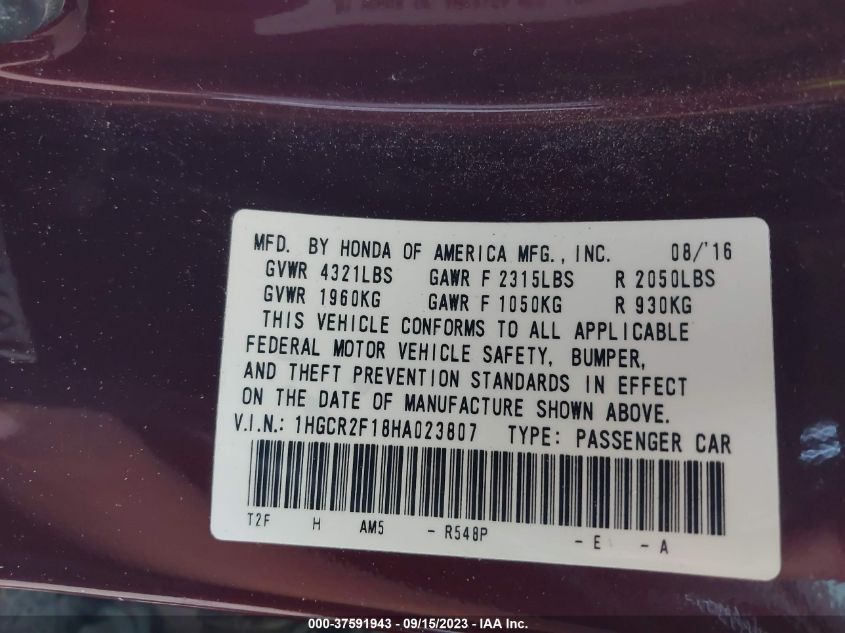 MFD. BY HONDA OF AMERICA MFG., INC. 08/'16
GVWR 4321LBS GAWR F 2315LBS R 2050LBS
GVWR 1960KG GAWR F 1050KG R 930KG
THIS VEHICLE CONFORMS TO ALL APPLICABLE
FEDERAL MOTOR VEHICLE SAFETY, BUMPER,
AND THEFT PREVENTION STANDARDS IN EFFECT
ON THE DATE OF MANUFACTURE SHOWN ABOVE.
V.I.N.: 1HGCR2F18HA023807 TYPE: PASSENGER CAR
T2F H AM5 - R548P - E - A
000-37591943 / 09/15/2023 - IAA Inc.